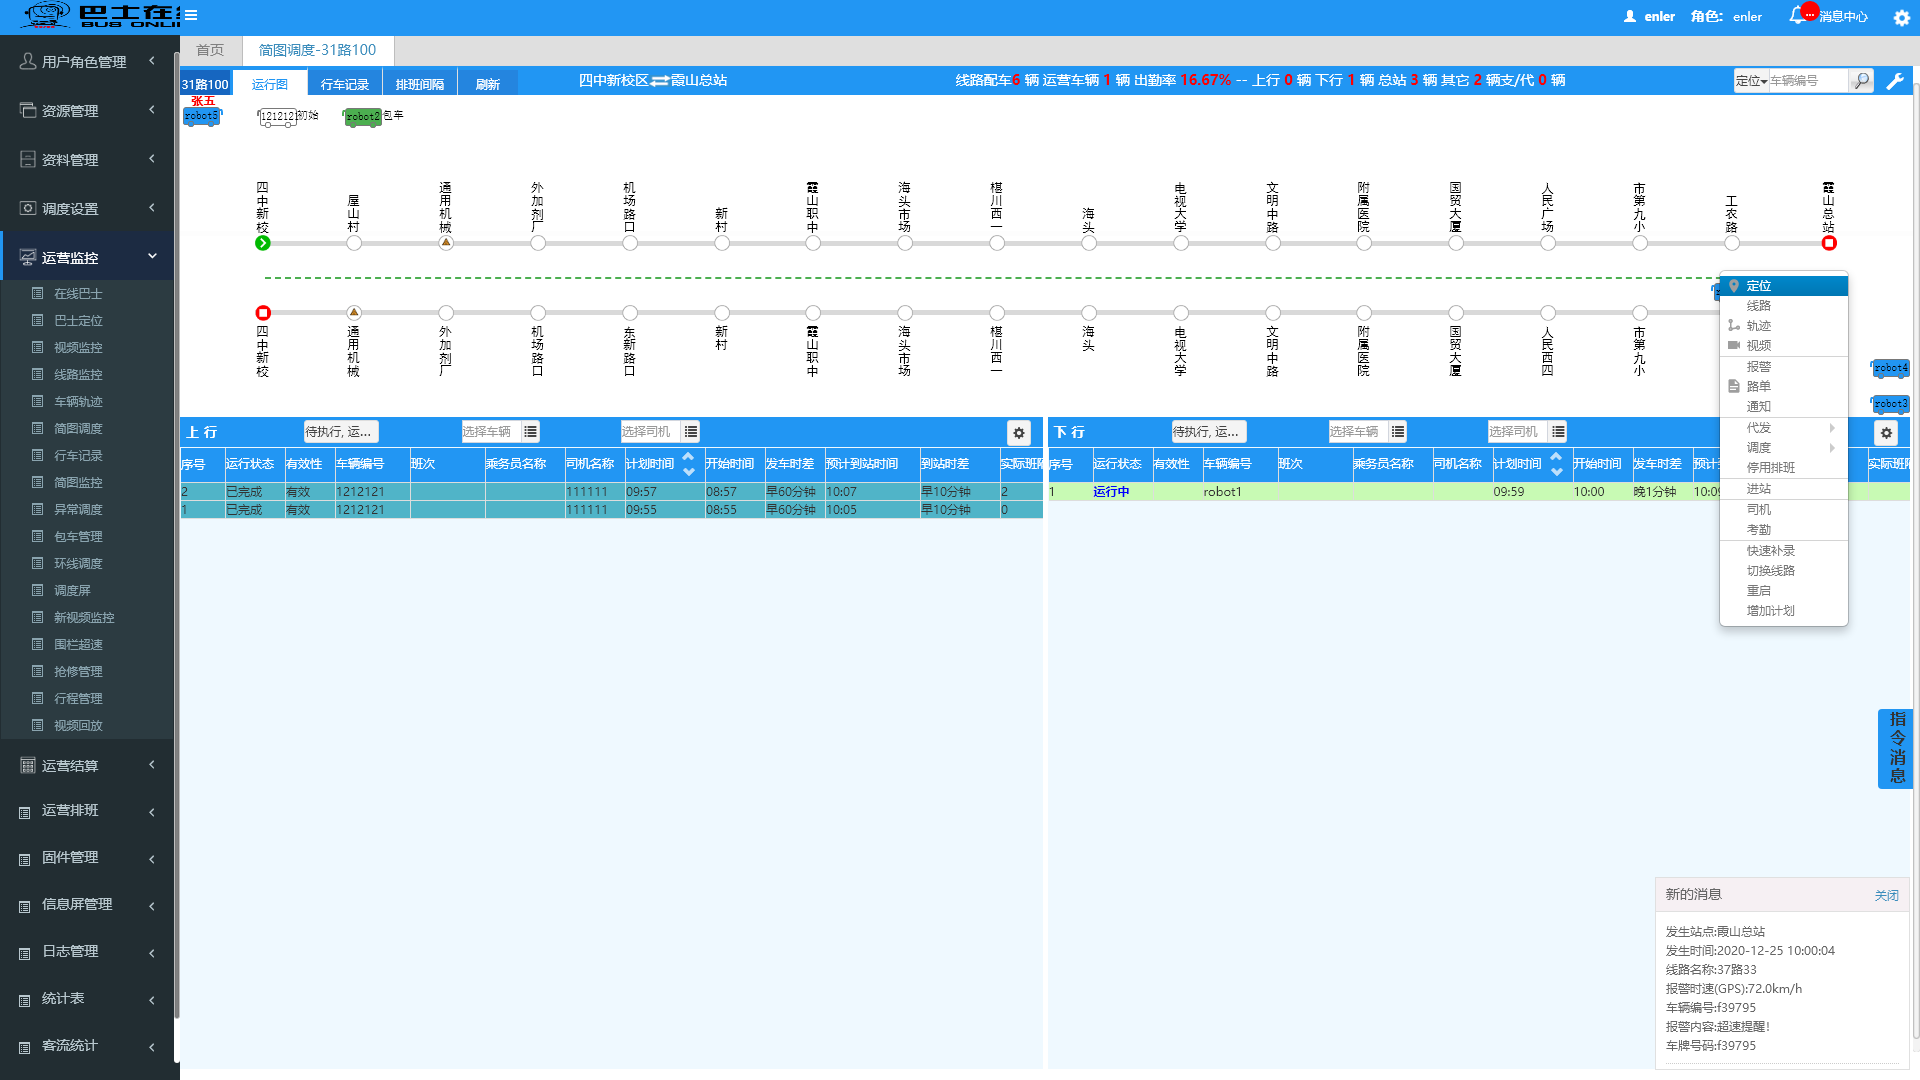 巴士在线
BUS ONLI
enler 角色: enler 消息中心
用户角色管理
资源管理
资料管理
调度设置
运营监控
在线巴士
巴士定位
视频监控
线路监控
车辆轨迹
简图调度
行车记录
简图监控
异常调度
包车管理
环线调度
调度屏
新视频监控
围栏超速
抢修管理
行程管理
视频回放
运营结算
运营排班
固件管理
信息屏管理
日志管理
统计表
客流统计
首页 简图调度-31路100
31路100 运行图 行车记录 排班间隔 刷新 四中新校区⇄霞山总站 线路配车6 辆 运营车辆 1 辆 出勤率 16.67% -- 上行 0 辆 下行 1 辆 总站 3 辆 其它 2 辆支/代 0 辆 定位 车辆编号
张五
robot5 1212121 初始 robot2 包车
四中新校 屋山村 通用机械 外加剂厂 机场路口 新村 霞山职中 海头市场 椹川西一 海头 电视大学 文明中路 附属医院 国贸大厦 人民广场 市第九小 工农路 霞山总站
四中新校 通用机械 外加剂厂 机场路口 东新路口 新村 霞山职中 海头市场 椹川西一 海头 电视大学 文明中路 附属医院 国贸大厦 人民西四 市第九小
robot4
robot3
定位
线路
轨迹
视频
报警
路单
通知
代发
调度
停用排班
进站
司机
考勤
快速补录
切换线路
重启
增加计划
上 行 待执行, 运... 选择车辆 选择司机
序号 运行状态 有效性 车辆编号 班次 乘务员名称 司机名称 计划时间 开始时间 发车时差 预计到站时间 到站时差 实际班
2 已完成 有效 1212121 111111 09:57 08:57 早60分钟 10:07 早10分钟 2
1 已完成 有效 1212121 111111 09:55 08:55 早60分钟 10:05 早10分钟 0
下 行 待执行, 运... 选择车辆 选择司机
序号 运行状态 有效性 车辆编号 班次 乘务员名称 司机名称 计划时间 开始时间 发车时差 预计 实际班
1 运行中 robot1 09:59 10:00 晚1分钟 10:09
指令消息
新的消息 关闭
发生站点:霞山总站
发生时间:2020-12-25 10:00:04
线路名称:37路33
报警时速(GPS):72.0km/h
车辆编号:f39795
报警内容:超速提醒!
车牌号码:f39795